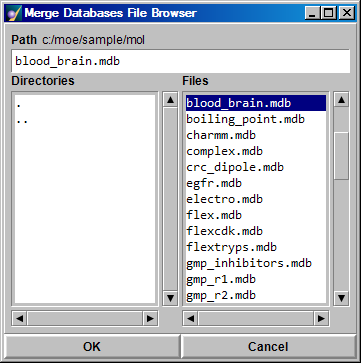 Merge Databases File Browser
Path c:/moe/sample/mol
blood_brain.mdb
Directories
.
..
Files
blood_brain.mdb
boiling_point.mdb
charmm.mdb
complex.mdb
crc_dipole.mdb
egfr.mdb
electro.mdb
flex.mdb
flexcdk.mdb
flextryps.mdb
gmp_inhibitors.mdb
gmp_r1.mdb
gmp_r2.mdb
OK
Cancel